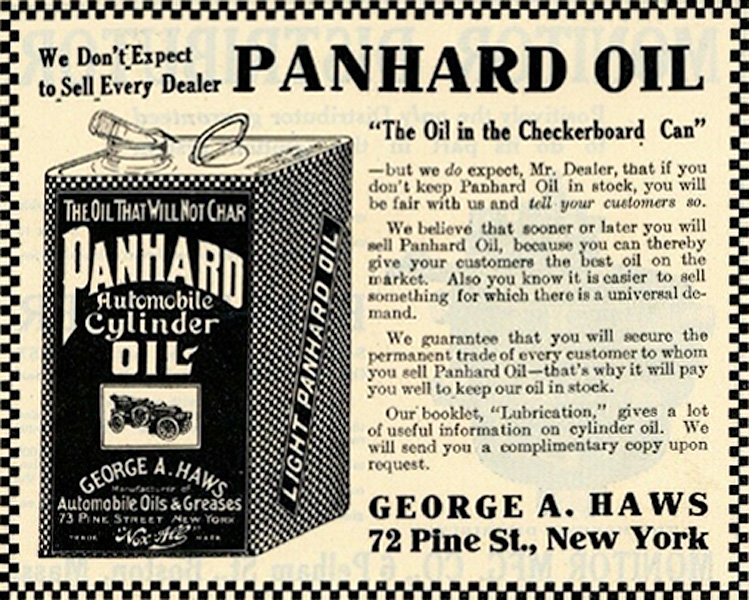 We Don't Expect
to Sell Every Dealer
PANHARD OIL
"The Oil in the Checkerboard Can"
—but we do expect, Mr. Dealer, that if you
don't keep Panhard Oil in stock, you will
be fair with us and tell your customers so.
We believe that sooner or later you will
sell Panhard Oil, because you can thereby
give your customers the best oil on the
market. Also you know it is easier to sell
something for which there is a universal de-
mand.
We guarantee that you will secure the
permanent trade of every customer to whom
you sell Panhard Oil—that's why it will pay
you well to keep our oil in stock.
Our booklet, "Lubrication," gives a lot
of useful information on cylinder oil. We
will send you a complimentary copy upon
request.
GEORGE A. HAWS
72 Pine St., New York
THE OIL THAT WILL NOT CHAR
PANHARD
Automobile
Cylinder
OIL
GEORGE A. HAWS
Manufacturer of
Automobile Oils & Greases
73 PINE STREET NEW YORK
TRADE MARK
LIGHT PANHARD OIL